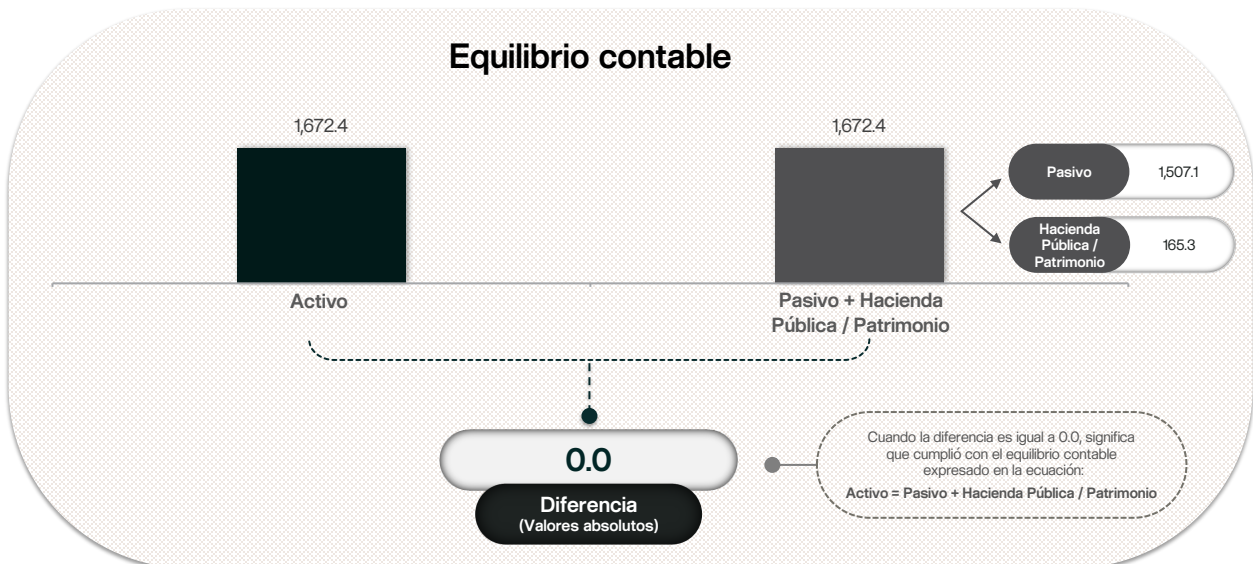 Equilibrio contable
1,672.4
1,672.4
Pasivo
1,507.1
Hacienda
Pública /
Patrimonio
165.3
Activo
Pasivo + Hacienda
Pública / Patrimonio
0.0
Diferencia
(Valores absolutos)
Cuando la diferencia es igual a 0.0, significa
que cumplió con el equilibrio contable
expresado en la ecuación:
Activo = Pasivo + Hacienda Pública / Patrimonio